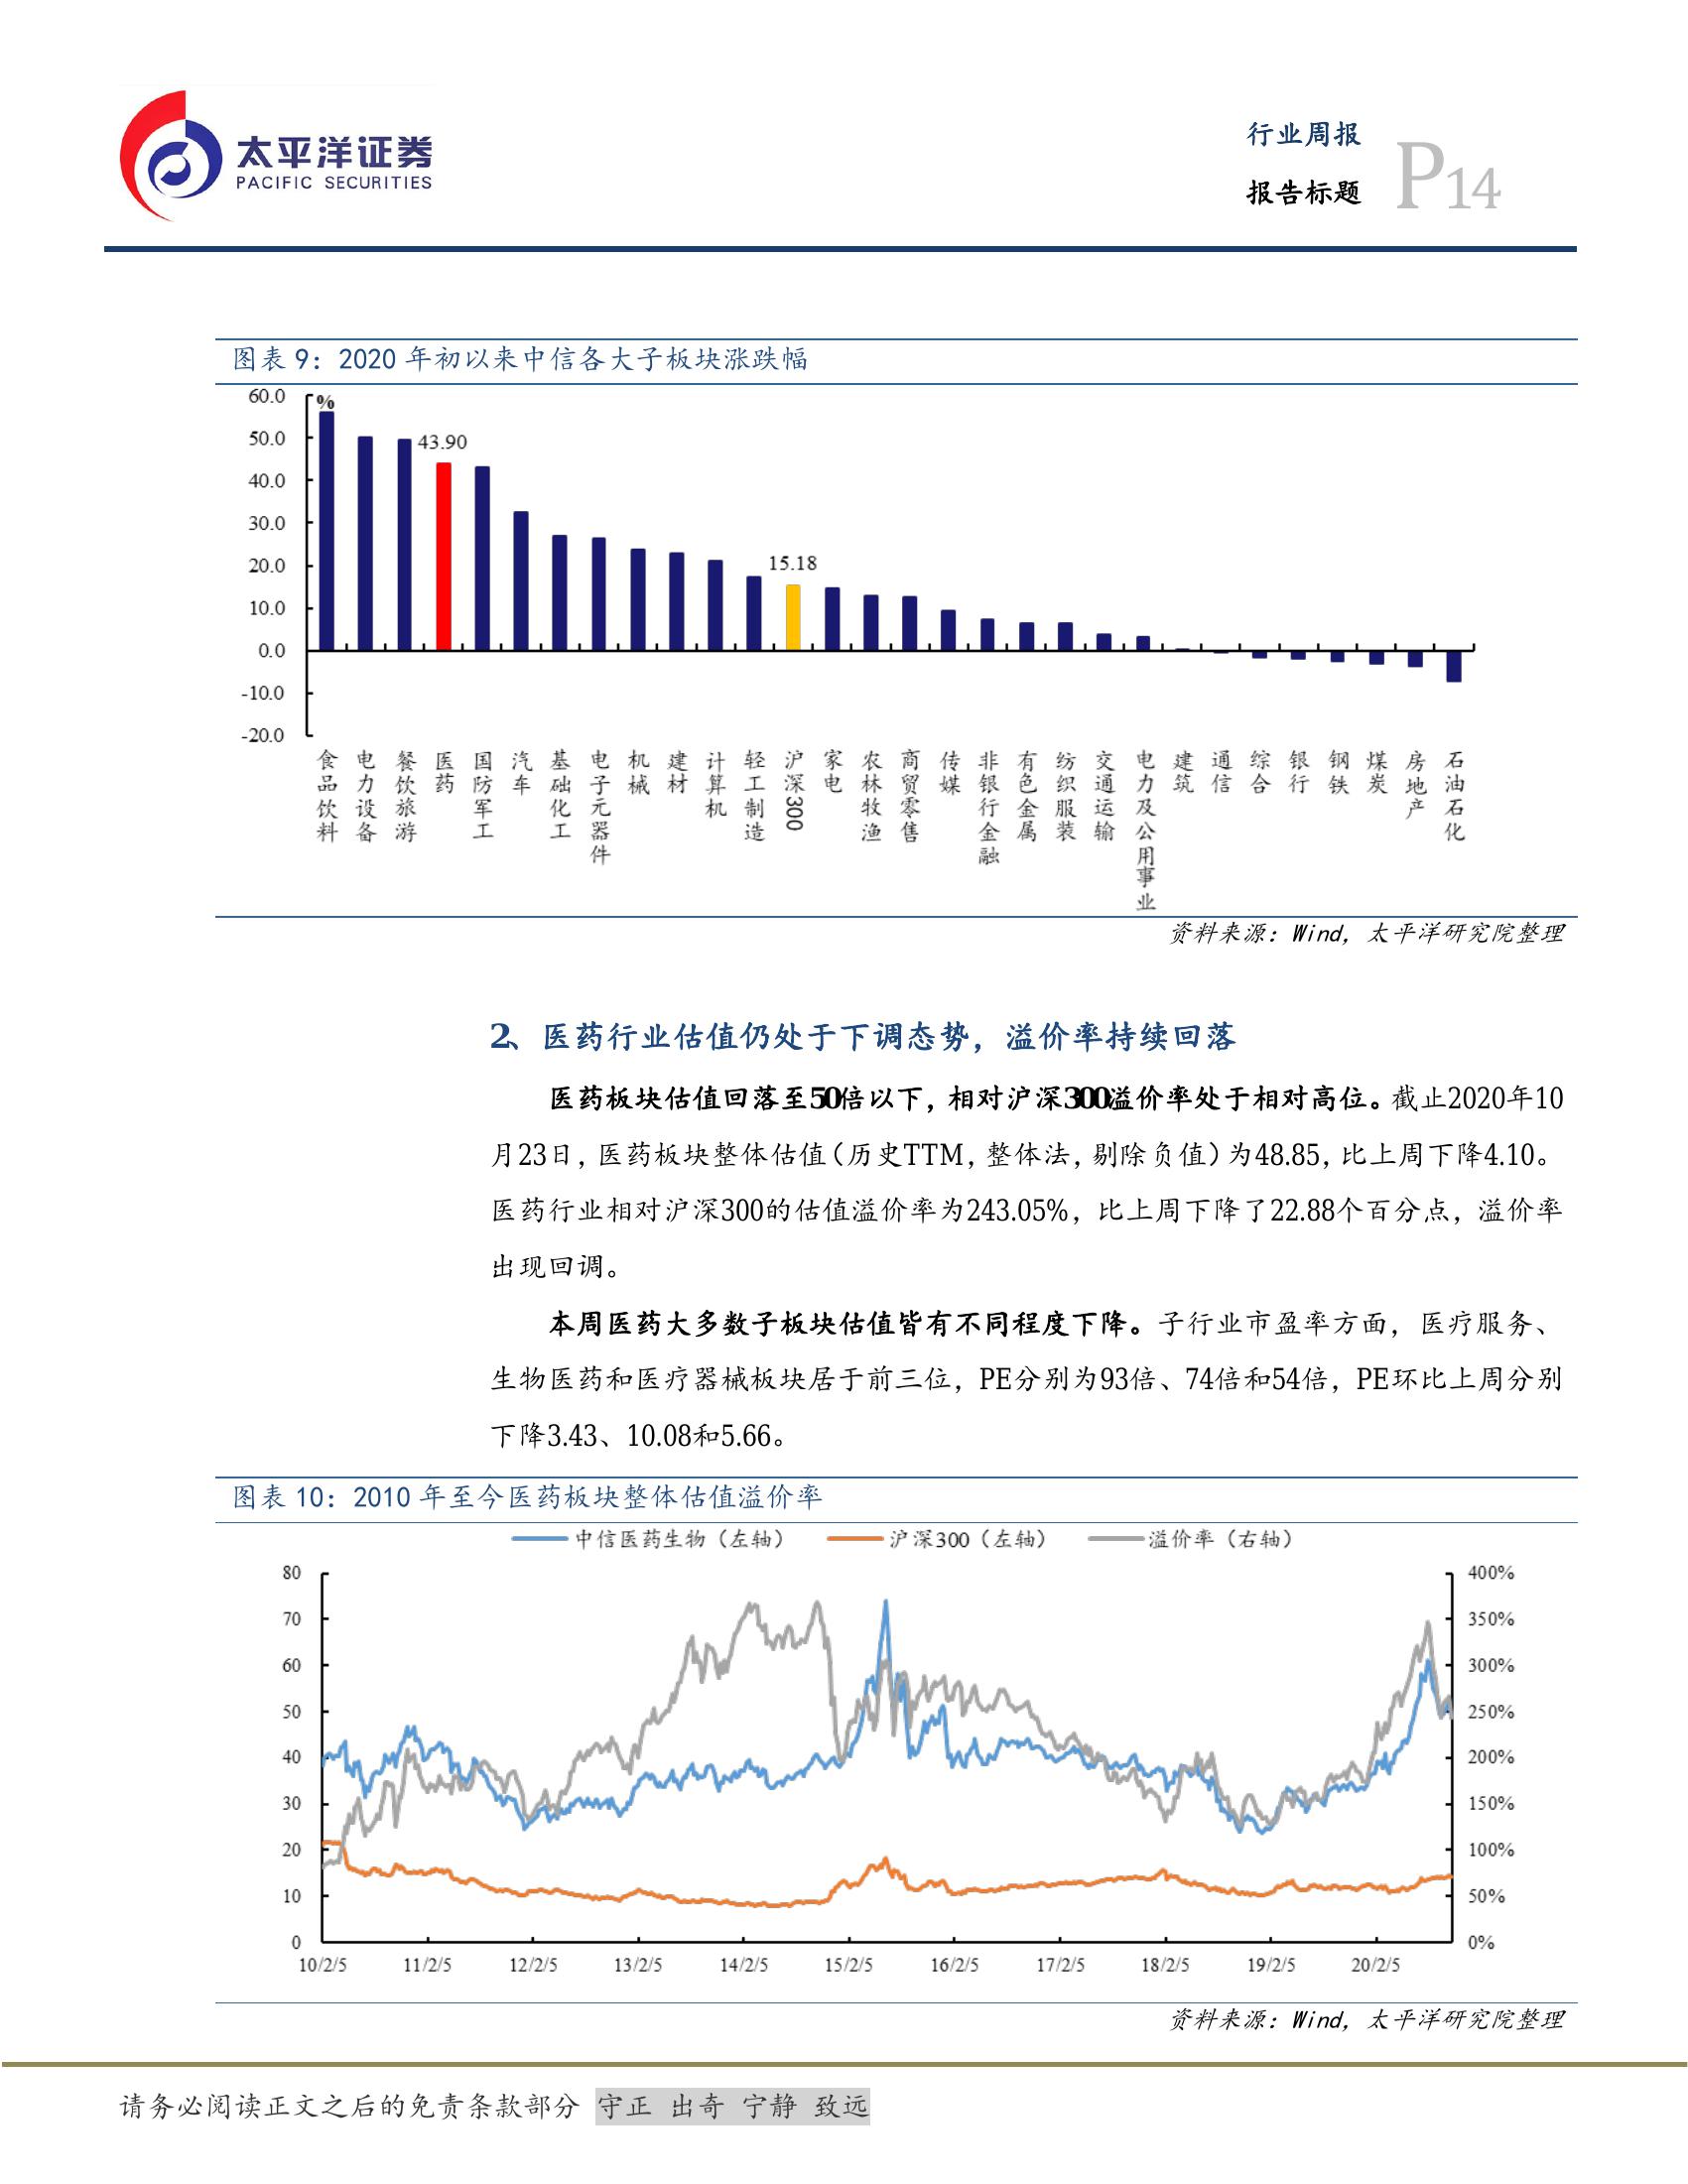 太平洋证券
PACIFIC SECURITIES
行业周报
报告标题
P14
图表 9：2020 年初以来中信各大子板块涨跌幅
%
60.0
50.0
40.0
30.0
20.0
10.0
0.0
-10.0
-20.0
43.90
15.18
食品饮料
电力设备
餐饮旅游
医药
国防军工
汽车
基础化工
电子元器件
机械
建材
计算机
轻工制造
沪深300
家电
农林牧渔
商贸零售
传媒
非银行金融
有色金属
纺织服装
交通运输
电力及公用事业
建筑
通信
综合
银行
钢铁
煤炭
房地产
石油石化
资料来源：Wind，太平洋研究院整理
2、医药行业估值仍处于下调态势，溢价率持续回落
医药板块估值回落至50倍以下，相对沪深300溢价率处于相对高位。截止2020年10
月23日，医药板块整体估值（历史TTM，整体法，剔除负值）为48.85，比上周下降4.10。
医药行业相对沪深300的估值溢价率为243.05%，比上周下降了22.88个百分点，溢价率
出现回调。
本周医药大多数子板块估值皆有不同程度下降。子行业市盈率方面，医疗服务、
生物医药和医疗器械板块居于前三位，PE分别为93倍、74倍和54倍，PE环比上周分别
下降3.43、10.08和5.66。
图表 10：2010 年至今医药板块整体估值溢价率
中信医药生物（左轴） 沪深300（左轴） 溢价率（右轴）
80
70
60
50
40
30
20
10
0
400%
350%
300%
250%
200%
150%
100%
50%
0%
10/2/5 11/2/5 12/2/5 13/2/5 14/2/5 15/2/5 16/2/5 17/2/5 18/2/5 19/2/5 20/2/5
资料来源：Wind，太平洋研究院整理
请务必阅读正文之后的免责条款部分 守正 出奇 宁静 致远